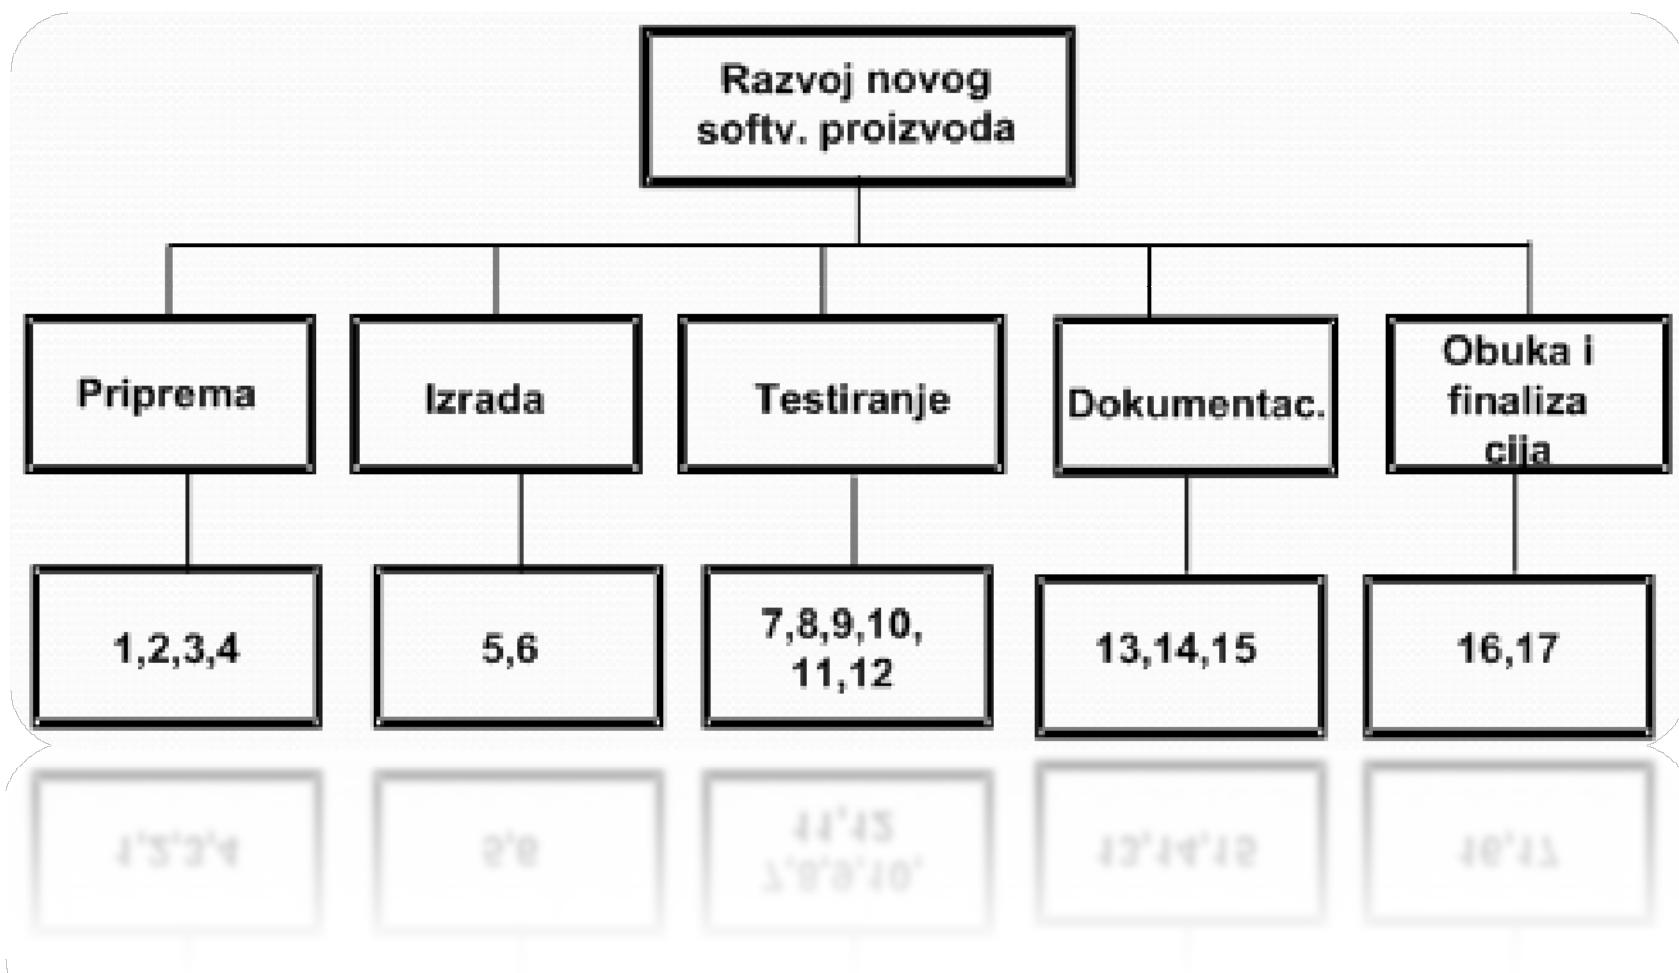 Razvoj novog
softv. proizvoda
Priprema
Izrada
Testiranje
Dokumentac.
Obuka i
finaliza
cija
1,2,3,4
5,6
7,8,9,10,
11,12
13,14,15
16,17